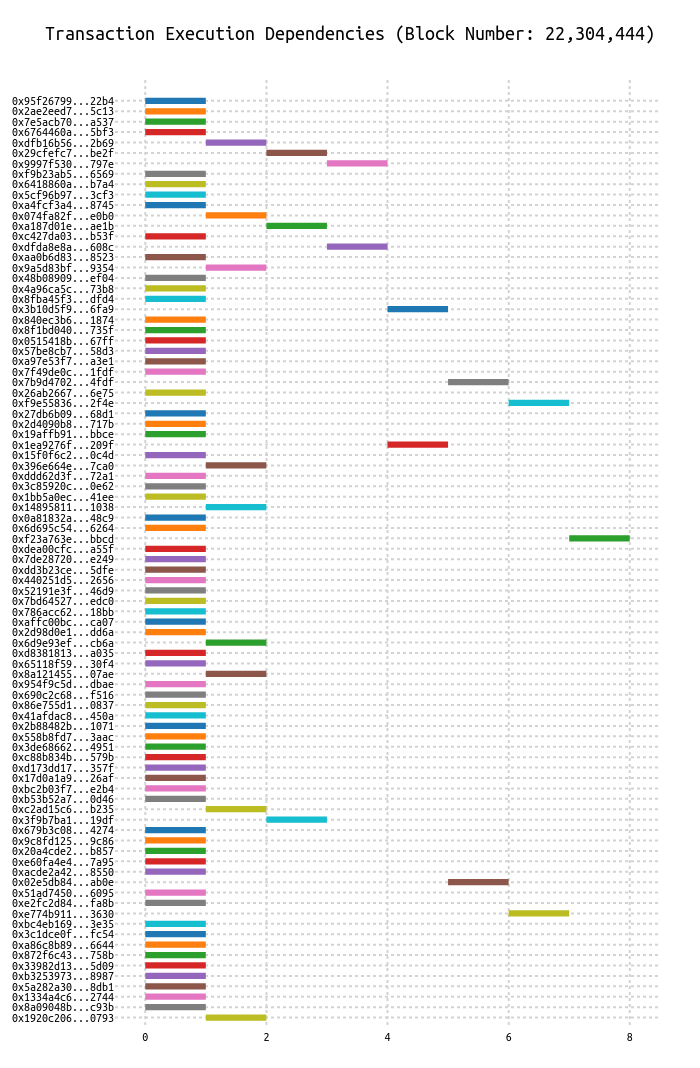 Transaction Execution Dependencies (Block Number: 22,304,444)
0x95f26799...22b4
0x2ae2eed7...5c13
0x7e5acb70...a537
0x6764460a...5bf3
0xdfb16b56...2b69
0x29cfefc7...be2f
0x9997f530...797e
0xf9b23ab5...6569
0x6418860a...b7a4
0x5cf96b97...3cf3
0xa4fcf3a4...8745
0x074fa82f...e0b0
0xa187d01e...ae1b
0xc427da03...b53f
0xdfda8e8a...608c
0xaa0b6d83...8523
0x9a5d83bf...9354
0x48b08909...ef04
0x4a96ca5c...73b8
0x8fba45f3...dfd4
0x3b10d5f9...6fa9
0x840ec3b6...1874
0x8f1bd040...735f
0x0515418b...67ff
0x57be8cb7...58d3
0xa97e53f7...a3e1
0x7f49de0c...1fdf
0x7b9d4702...4fdf
0x26ab2667...6e75
0xf9e55836...2f4e
0x27db6b09...68d1
0x2d4090b8...717b
0x19affb91...bbce
0x1ea9276f...209f
0x15f0f6c2...0c4d
0x396e664e...7ca0
0xddd62d3f...72a1
0x3c85920c...0e62
0x1bb5a0ec...41ee
0x14895811...1038
0x0a81832a...48c9
0x6d695c54...6264
0xf23a763e...bbcd
0xdea00cfc...a55f
0x7de28720...e249
0xdd3b23ce...5dfe
0x440251d5...2656
0x52191e3f...46d9
0x7bd64527...edc0
0x786acc62...18bb
0xaffc00bc...ca07
0x2d98d0e1...dd6a
0x6d9e93ef...cb6a
0xd8381813...a035
0x65118f59...30f4
0x8a121455...07ae
0x954f9c5d...dbae
0x690c2c68...f516
0x86e755d1...0837
0x41afdac8...450a
0x2b88482b...1071
0x558b8fd7...3aac
0x3de68662...4951
0xc88b834b...579b
0xd173dd17...357f
0x17d0a1a9...26af
0xbc2b03f7...e2b4
0xb53b52a7...0d46
0xc2ad15c6...b235
0x3f9b7ba1...19df
0x679b3c08...4274
0x9c8fd125...9c86
0x20a4cde2...b857
0xe60fa4e4...7a95
0xacde2a42...8550
0x02e5db84...ab0e
0x51ad7450...6095
0xe2fc2d84...fa8b
0xe774b911...3630
0xbc4eb169...3e35
0x3c1dce0f...fc54
0xa86c8b89...6644
0x872f6c43...758b
0x33982d13...5d09
0xb3253973...8987
0x5a282a30...8db1
0x1334a4c6...2744
0x8a09048b...c93b
0x1920c206...0793
0 2 4 6 8